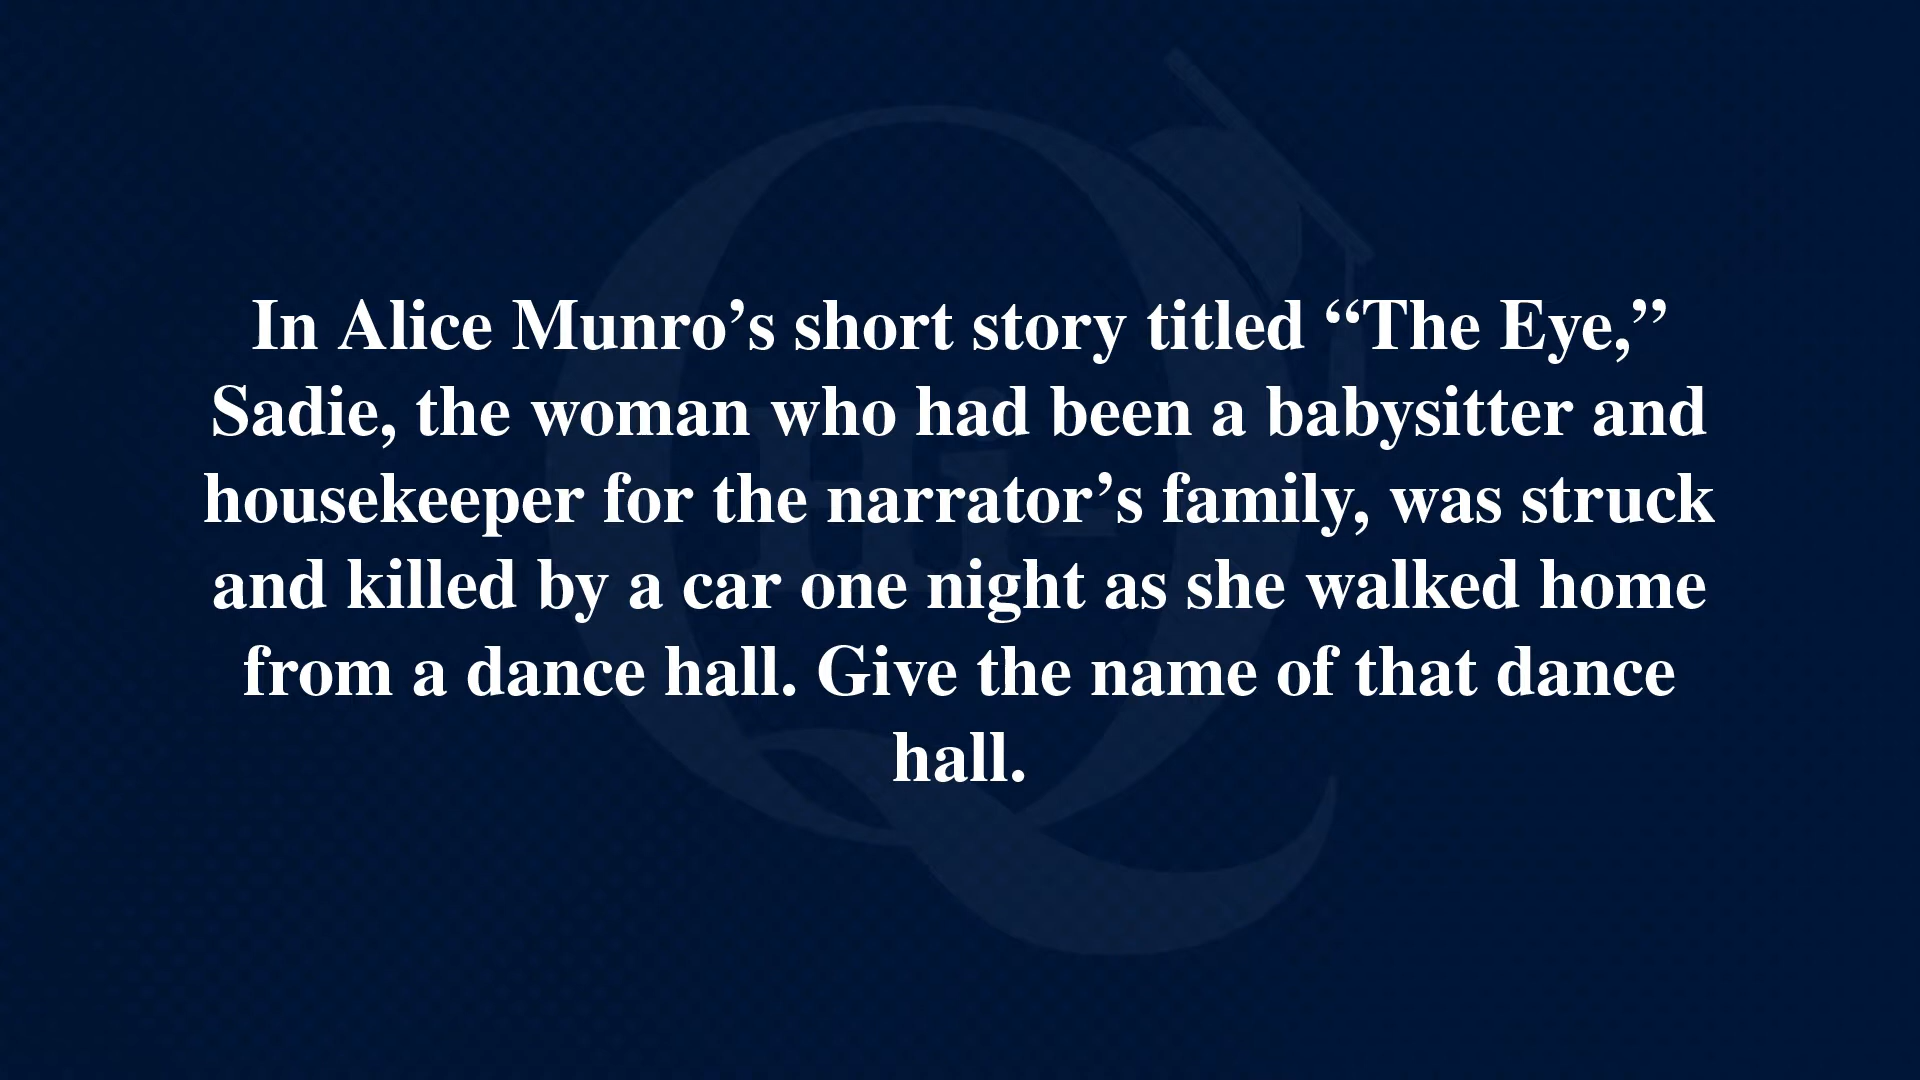 In Alice Munro’s short story titled “The Eye,”
Sadie, the woman who had been a babysitter and
housekeeper for the narrator’s family, was struck
and killed by a car one night as she walked home
from a dance hall. Give the name of that dance
hall.